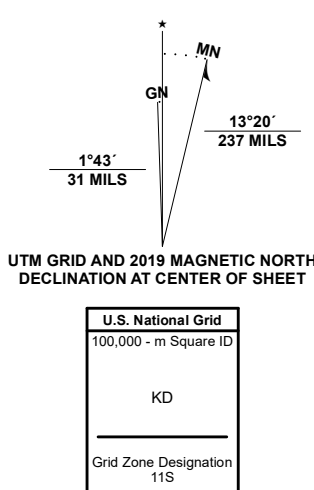 ★
MN
GN
13°20´
237 MILS
1°43´
31 MILS
UTM GRID AND 2019 MAGNETIC NORTH
DECLINATION AT CENTER OF SHEET
U.S. National Grid
100,000 - m Square ID
KD
Grid Zone Designation
11S